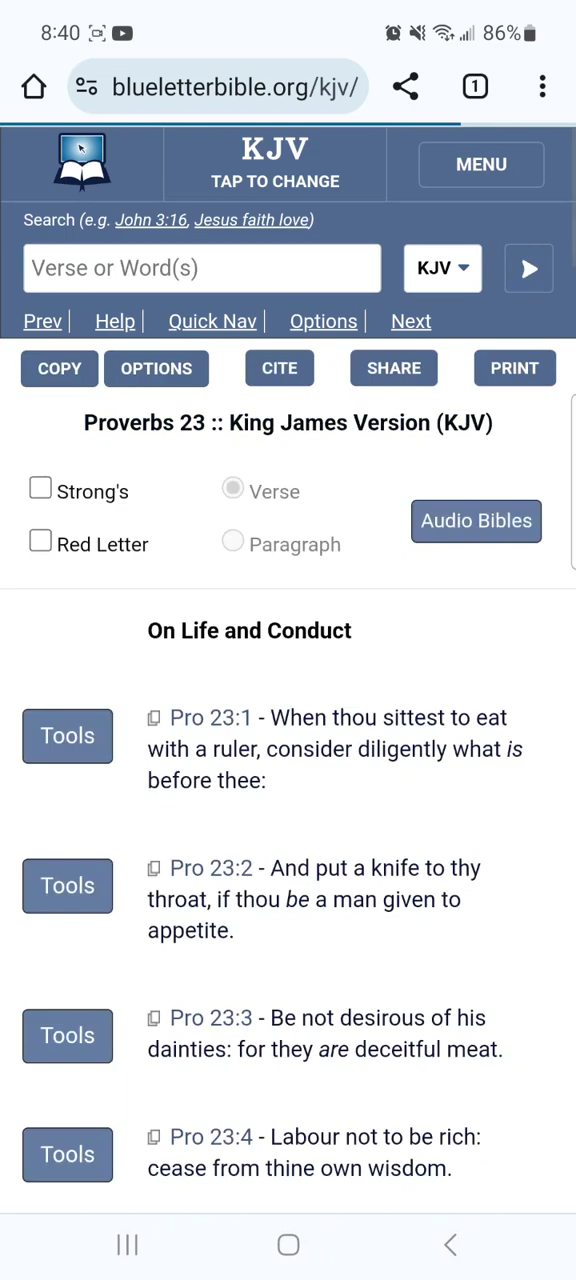 8:40 86%
blueletterbible.org/kjv/ 1
KJV
TAP TO CHANGE
MENU
Search (e.g. John 3:16, Jesus faith love)
Verse or Word(s) KJV
Prev Help Quick Nav Options Next
COPY OPTIONS CITE SHARE PRINT
Proverbs 23 :: King James Version (KJV)
Strong's Verse
Audio Bibles
Red Letter Paragraph
On Life and Conduct
Tools
Pro 23:1 - When thou sittest to eat
with a ruler, consider diligently what is
before thee:
Tools
Pro 23:2 - And put a knife to thy
throat, if thou be a man given to
appetite.
Tools
Pro 23:3 - Be not desirous of his
dainties: for they are deceitful meat.
Tools
Pro 23:4 - Labour not to be rich:
cease from thine own wisdom.